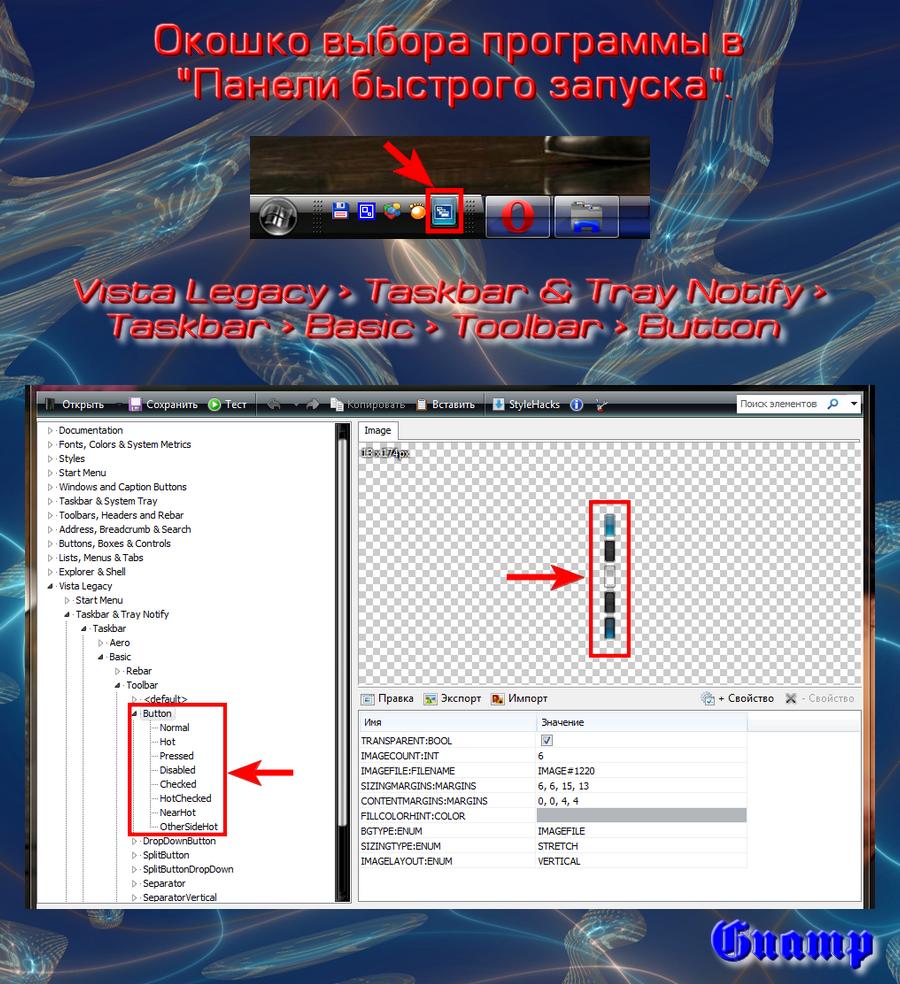 Окошко выбора программы в
"Панели быстрого запуска".
Vista Legacy > Taskbar & Tray Notify >
Taskbar > Basic > Toolbar > Button
Открыть Сохранить Тест Копировать Вставить StyleHacks Поиск элементов
Documentation
Fonts, Colors & System Metrics
Styles
Start Menu
Windows and Caption Buttons
Taskbar & System Tray
Toolbars, Headers and Rebar
Address, Breadcrumb & Search
Buttons, Boxes & Controls
Lists, Menus & Tabs
Explorer & Shell
Vista Legacy
Start Menu
Taskbar & Tray Notify
Taskbar
Aero
Basic
Rebar
Toolbar
<default>
Button
Normal
Hot
Pressed
Disabled
Checked
HotChecked
NearHot
OtherSideHot
DropDownButton
SplitButton
SplitButtonDropDown
Separator
SeparatorVertical
Image
13 x 174px
Правка Экспорт Импорт + Свойство - Свойство
Имя Значение
TRANSPARENT:BOOL
IMAGECOUNT:INT 6
IMAGEFILE:FILENAME IMAGE#1220
SIZINGMARGINS:MARGINS 6, 6, 15, 13
CONTENTMARGINS:MARGINS 0, 0, 4, 4
FILLCOLORHINT:COLOR
BGTYPE:ENUM IMAGEFILE
SIZINGTYPE:ENUM STRETCH
IMAGELAYOUT:ENUM VERTICAL